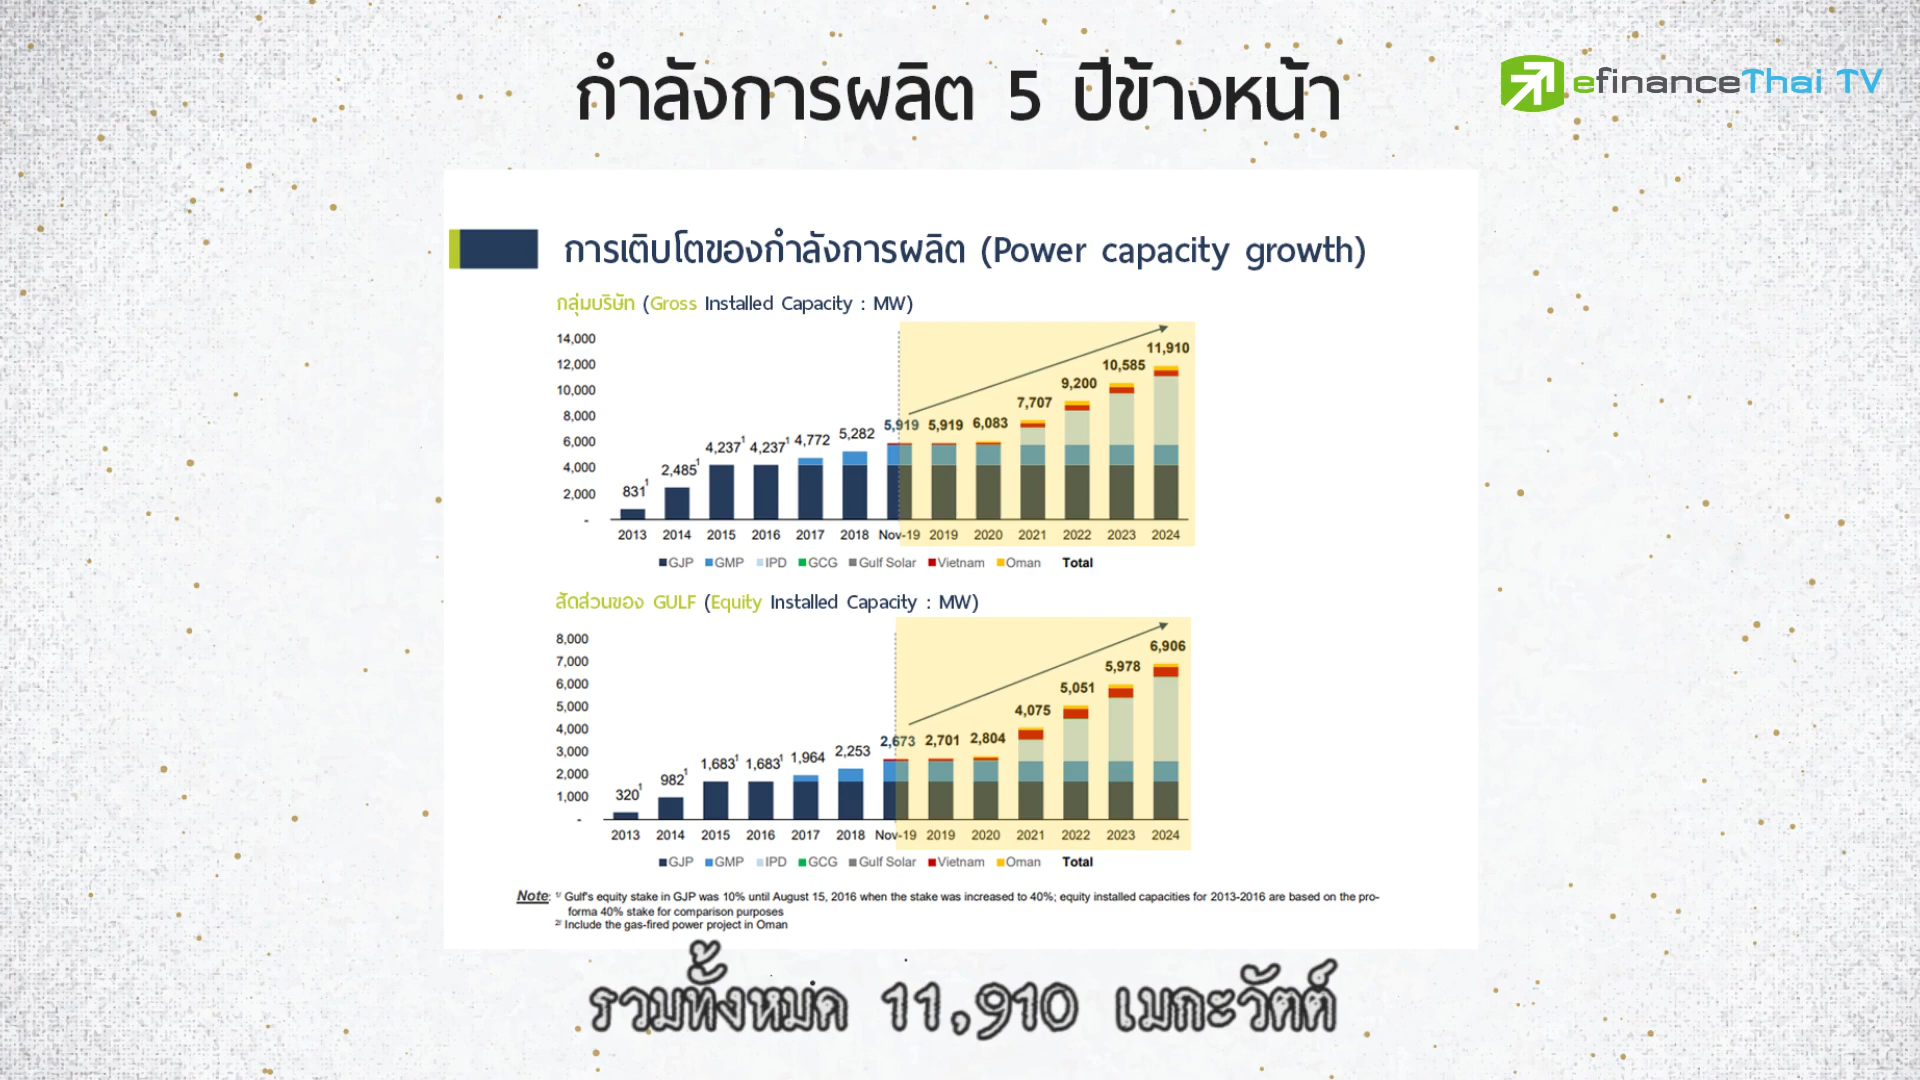 กำลังการผลิต 5 ปีข้างหน้า
efinanceThai TV
การเติบโตของกำลังการผลิต (Power capacity growth)
กลุ่มบริษัท (Gross Installed Capacity : MW)
14,000
12,000
10,000
8,000
6,000
4,000
2,000
-
831¹ 2,485¹ 4,237¹ 4,237¹ 4,772 5,282 5,919 5,919 6,083 7,707 9,200 10,585 11,910
2013 2014 2015 2016 2017 2018 Nov-19 2019 2020 2021 2022 2023 2024
GJP GMP IPD GCG Gulf Solar Vietnam Oman Total
สัดส่วนของ GULF (Equity Installed Capacity : MW)
8,000
7,000
6,000
5,000
4,000
3,000
2,000
1,000
-
320¹ 982¹ 1,683¹ 1,683¹ 1,964 2,253 2,673 2,701 2,804 4,075 5,051 5,978 6,906
2013 2014 2015 2016 2017 2018 Nov-19 2019 2020 2021 2022 2023 2024
GJP GMP IPD GCG Gulf Solar Vietnam Oman Total
Note: ¹/ Gulf's equity stake in GJP was 10% until August 15, 2016 when the stake was increased to 40%; equity installed capacities for 2013-2016 are based on the pro-
forma 40% stake for comparison purposes
²/ Include the gas-fired power project in Oman
รวมทั้งหมด 11,910 เมกะวัตต์